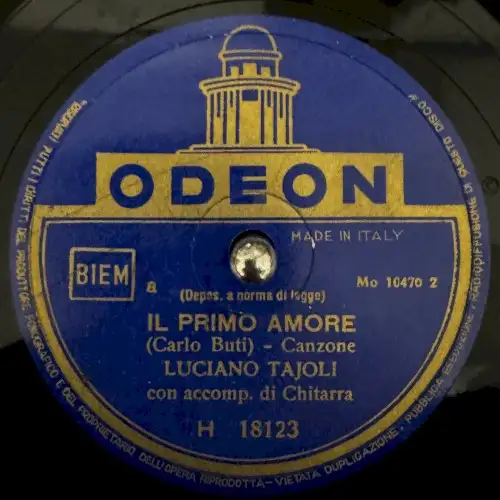 ODEON
MADE IN ITALY
BIEM
a
Mo 10470 2
(Depos. a norma di legge)
IL PRIMO AMORE
(Carlo Buti) - Canzone
LUCIANO TAJOLI
con accomp. di Chitarra
H 18123
RISERVATI TUTTI I DIRITTI DEL PRODUTTORE FONOGRAFICO E DEL PROPRIETARIO DELL'OPERA RIPRODOTTA - VIETATA DUPLICAZIONE - PUBBLICA ESECUZIONE - RADIODIFFUSIONE DI QUESTO DISCO